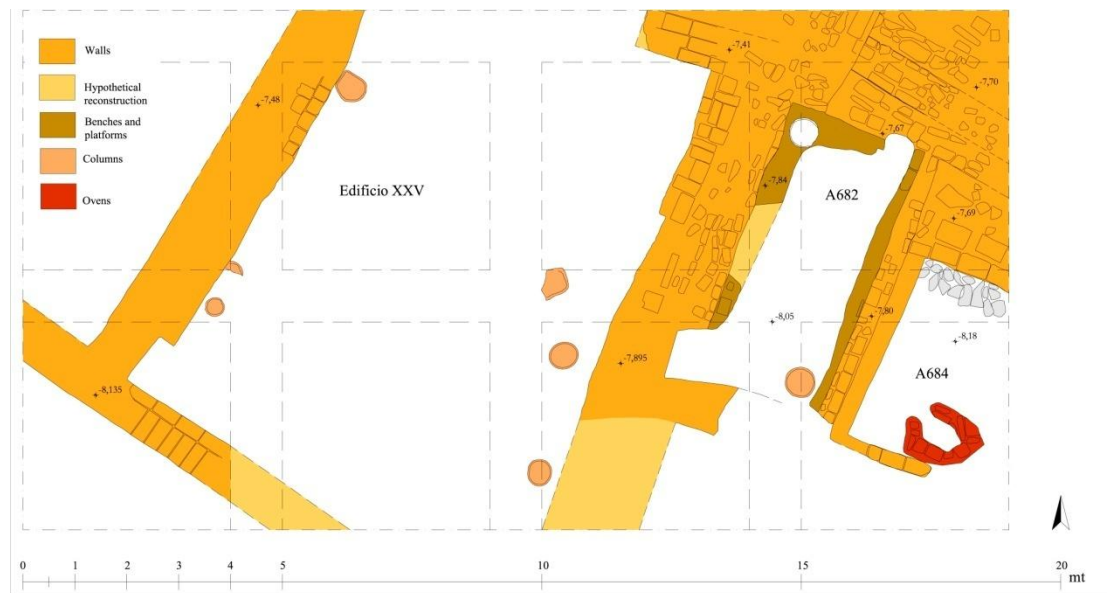 Walls
Hypothetical
reconstruction
Benches and
platforms
Columns
Ovens
-7,41
-7,70
-7,48
-7,67
-7,84
Edificio XXV
A682
-7,69
-7,80
-8,05
-8,18
-7,895
A684
-8,135
0 1 2 3 4 5 10 15 20
mt